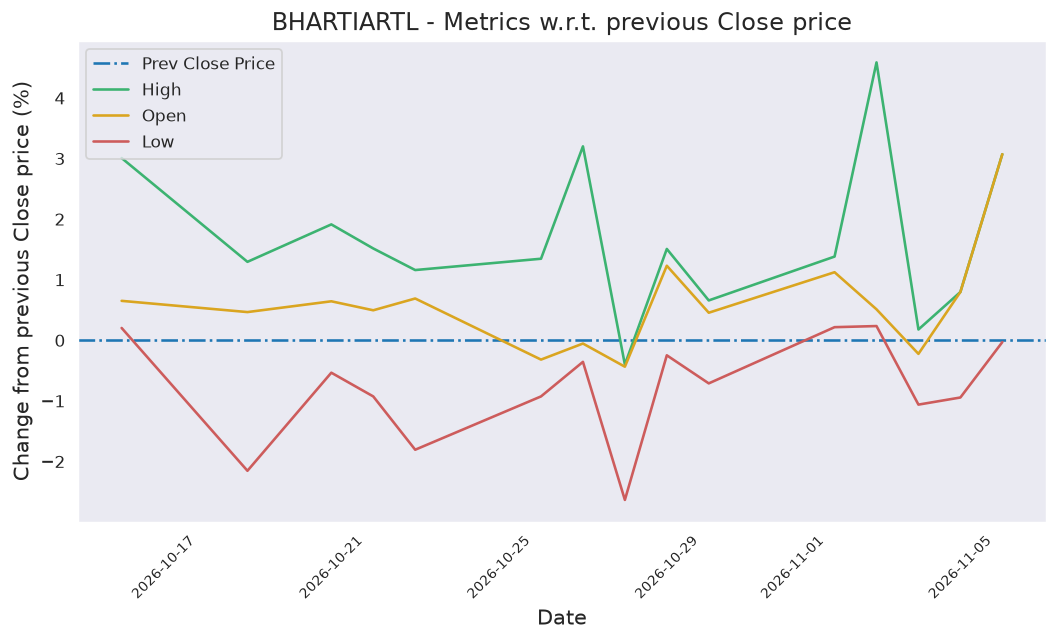 BHARTIARTL - Metrics w.r.t. previous Close price
Prev Close Price
High
Open
Low
Change from previous Close price (%)
4
3
2
1
0
−1
−2
2026-10-17
2026-10-21
2026-10-25
2026-10-29
2026-11-01
2026-11-05
Date